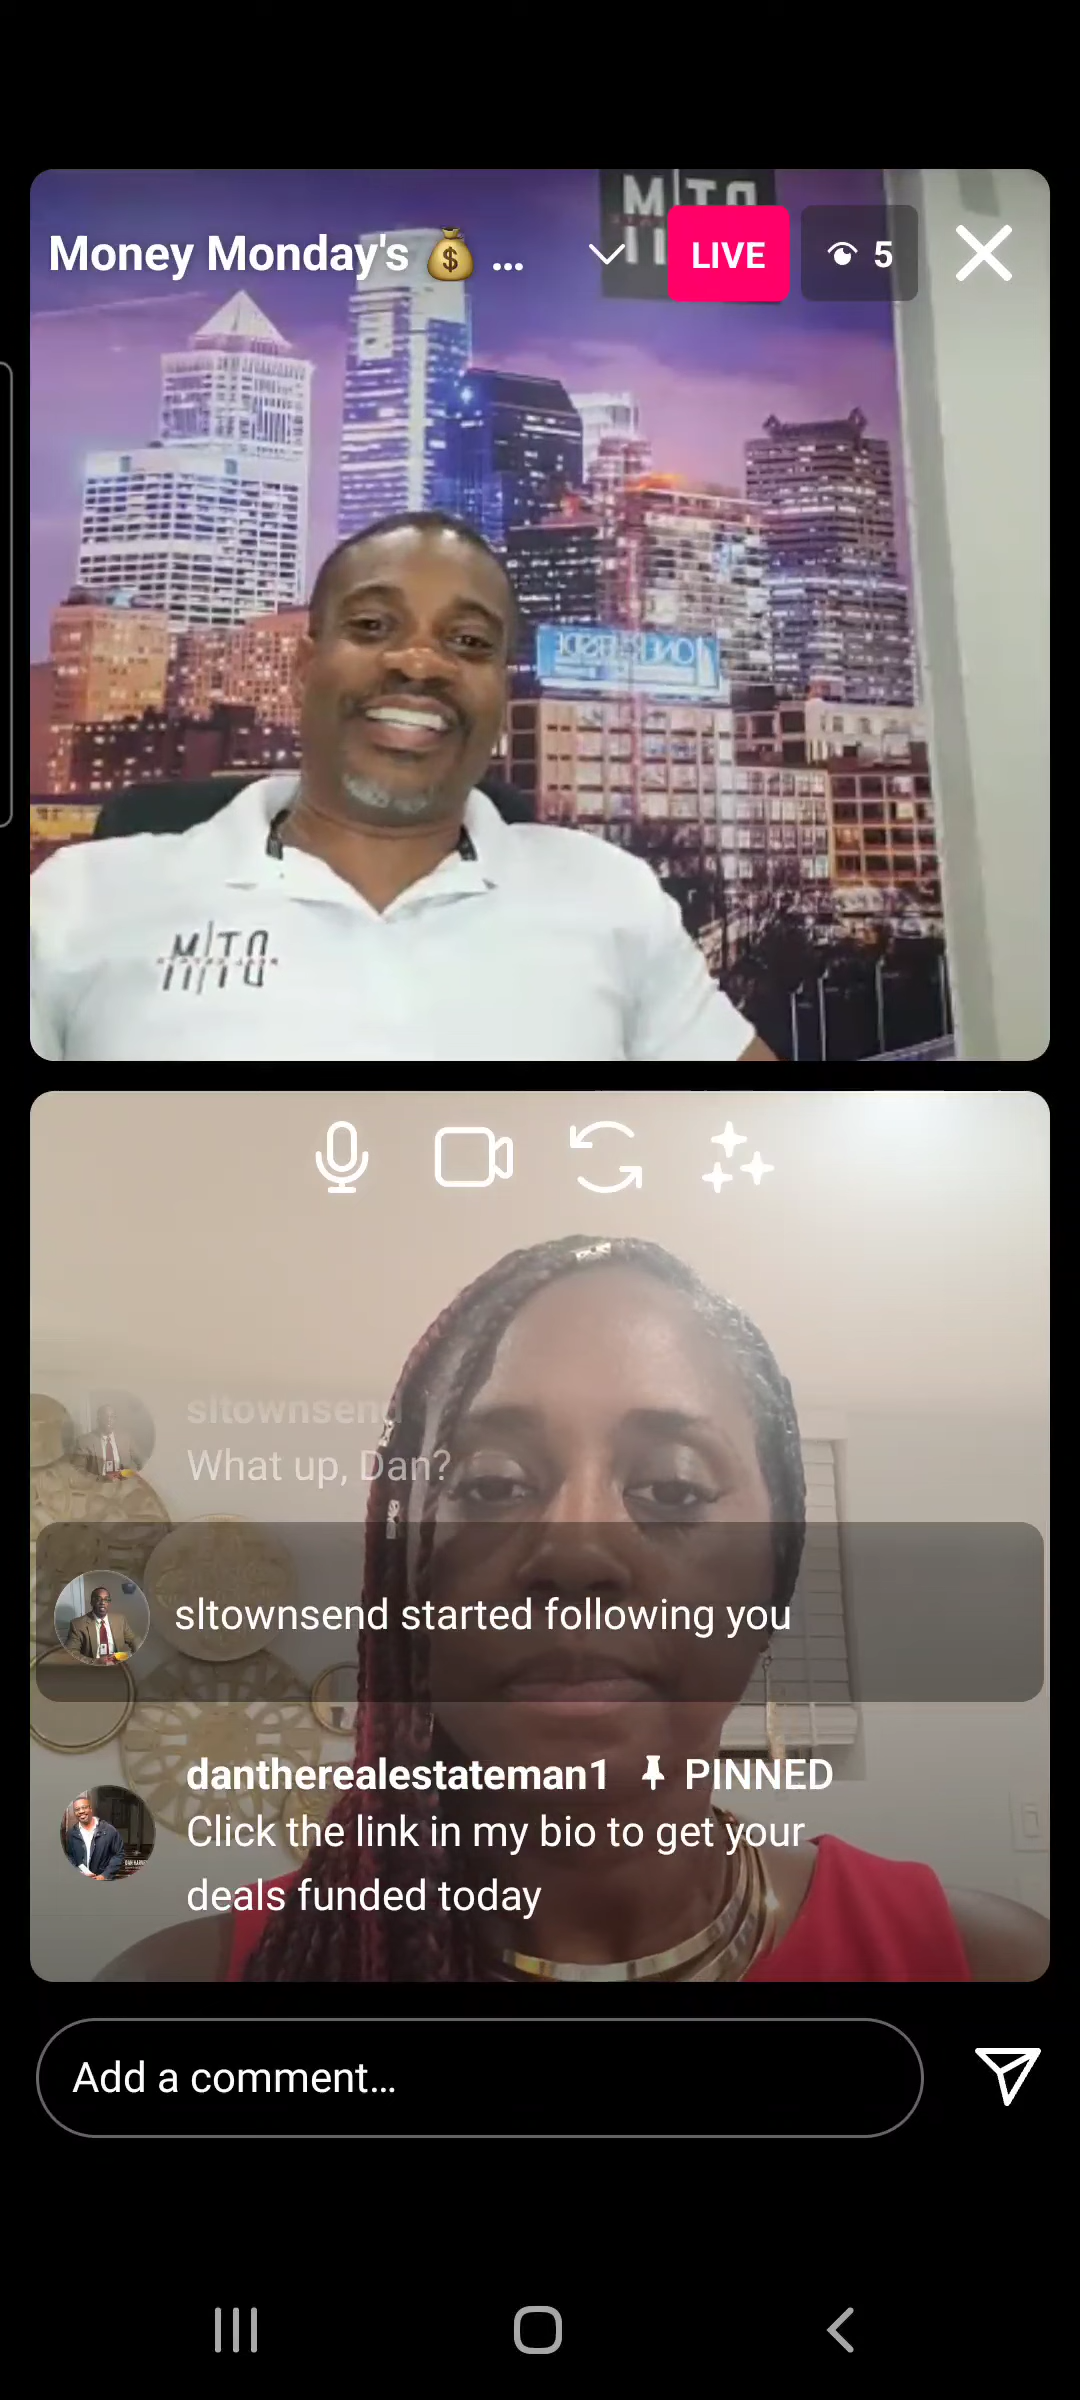 Money Monday's 💰 ...
LIVE
5
sltownsend
What up, Dan?
sltownsend started following you
dantherealestateman1 PINNED
Click the link in my bio to get your
deals funded today
Add a comment...